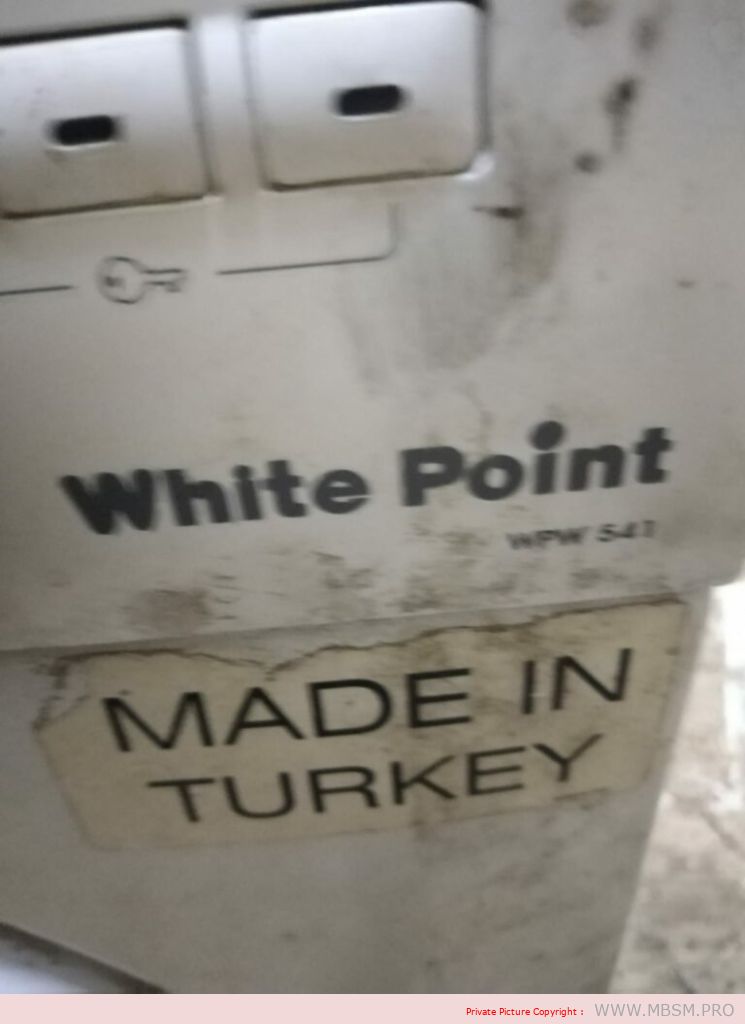 White Point
WPW 541
MADE IN
TURKEY
Private Picture Copyright : WWW.MBSM.PRO